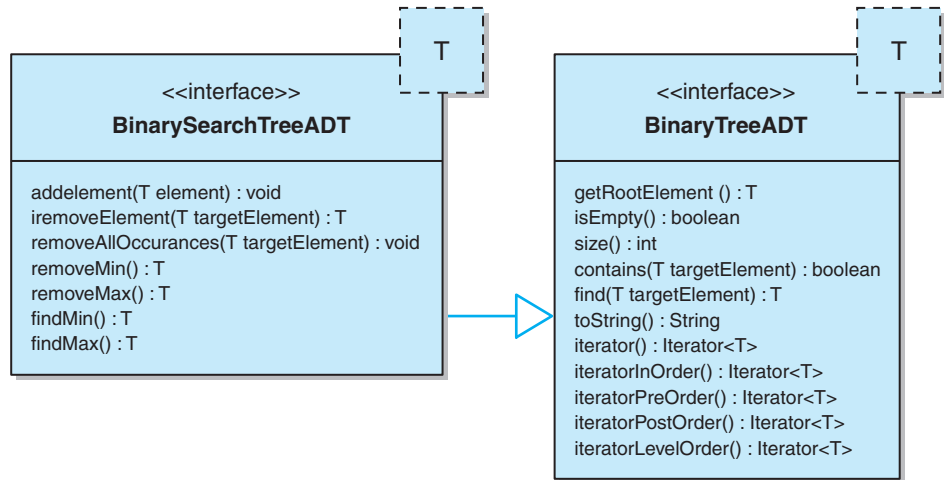 T
<<interface>>
BinarySearchTreeADT
addelement(T element) : void
iremoveElement(T targetElement) : T
removeAllOccurances(T targetElement) : void
removeMin() : T
removeMax() : T
findMin() : T
findMax() : T
T
<<interface>>
BinaryTreeADT
getRootElement () : T
isEmpty() : boolean
size() : int
contains(T targetElement) : boolean
find(T targetElement) : T
toString() : String
iterator() : Iterator<T>
iteratorInOrder() : Iterator<T>
iteratorPreOrder() : Iterator<T>
iteratorPostOrder() : Iterator<T>
iteratorLevelOrder() : Iterator<T>